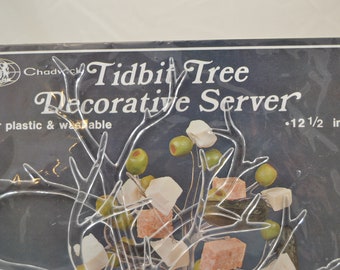 Chadwick Tidbit Tree
Decorative Server
r plastic & washable •12 1/2 in